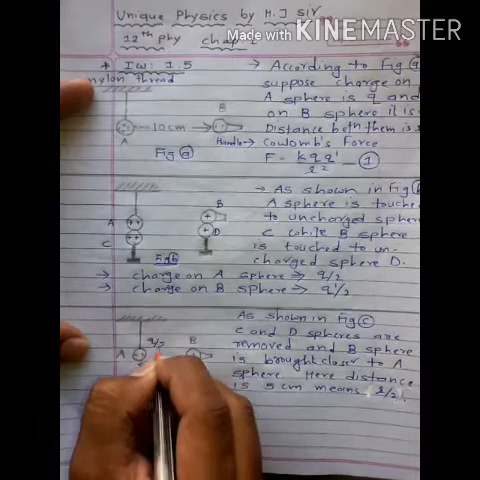 Unique Physics by H.J SIR
12th phy chap-2
Made with KINEMASTER
* Iw: 1.5
nylon thread
B
10cm
A
Handle→
Fig (a)
→ According to Fig (a)
suppose charge on
A sphere is q and
on B sphere it is
Distance betn them is
Cowlomb's Force
F = kqq'/r² —(1)
B
A
D
C
Fig (b)
→ As shown in Fig (b)
A sphere is touched
to uncharged sphere
C while B sphere
is touched to un-
charged sphere D.
→ charge on A sphere ⇒ q/2
→ charge on B sphere ⇒ q'/2
q/2
B
A
As shown in Fig (c)
C and D spheres are
removed and B sphere
is brought closer to A
sphere. Here distance
is 5 cm means r/2.